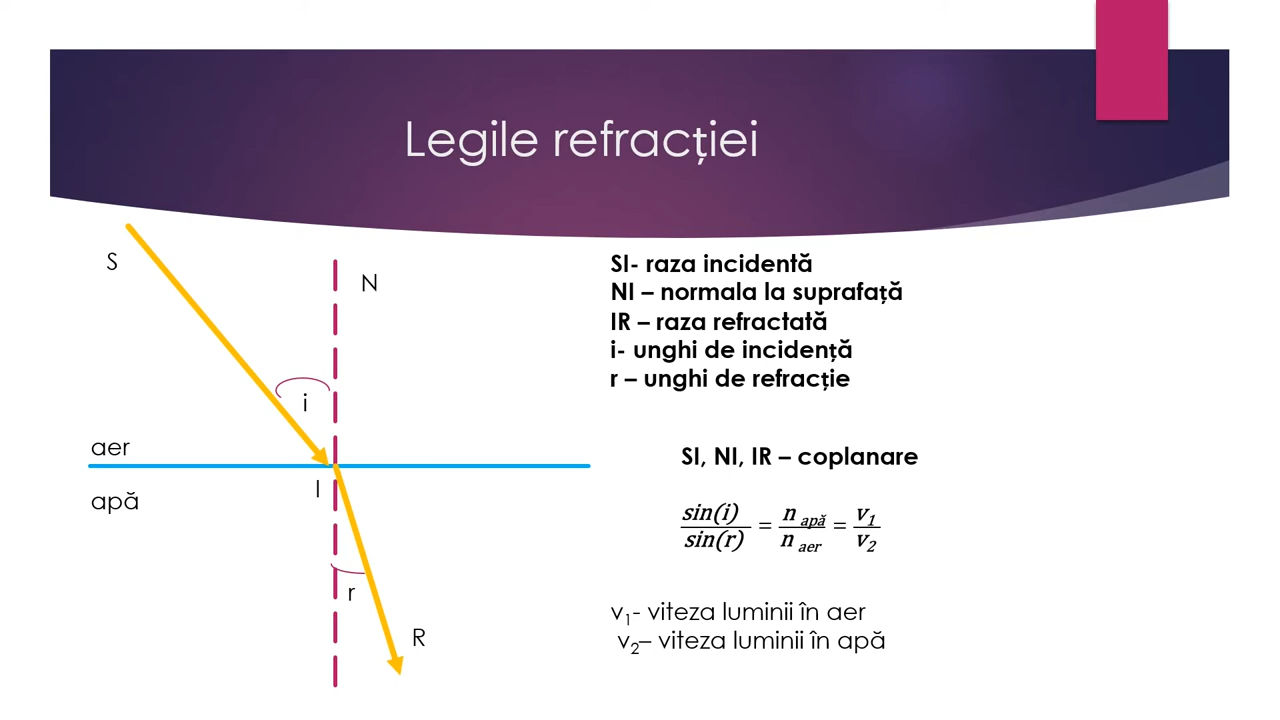 Legile refracției
S
N
i
aer
I
apă
r
R
SI- raza incidentă
NI – normala la suprafață
IR – raza refractată
i- unghi de incidență
r – unghi de refracție
SI, NI, IR – coplanare
sin(i)/sin(r) = n apă/n aer = v₁/v₂
v₁- viteza luminii în aer
v₂– viteza luminii în apă